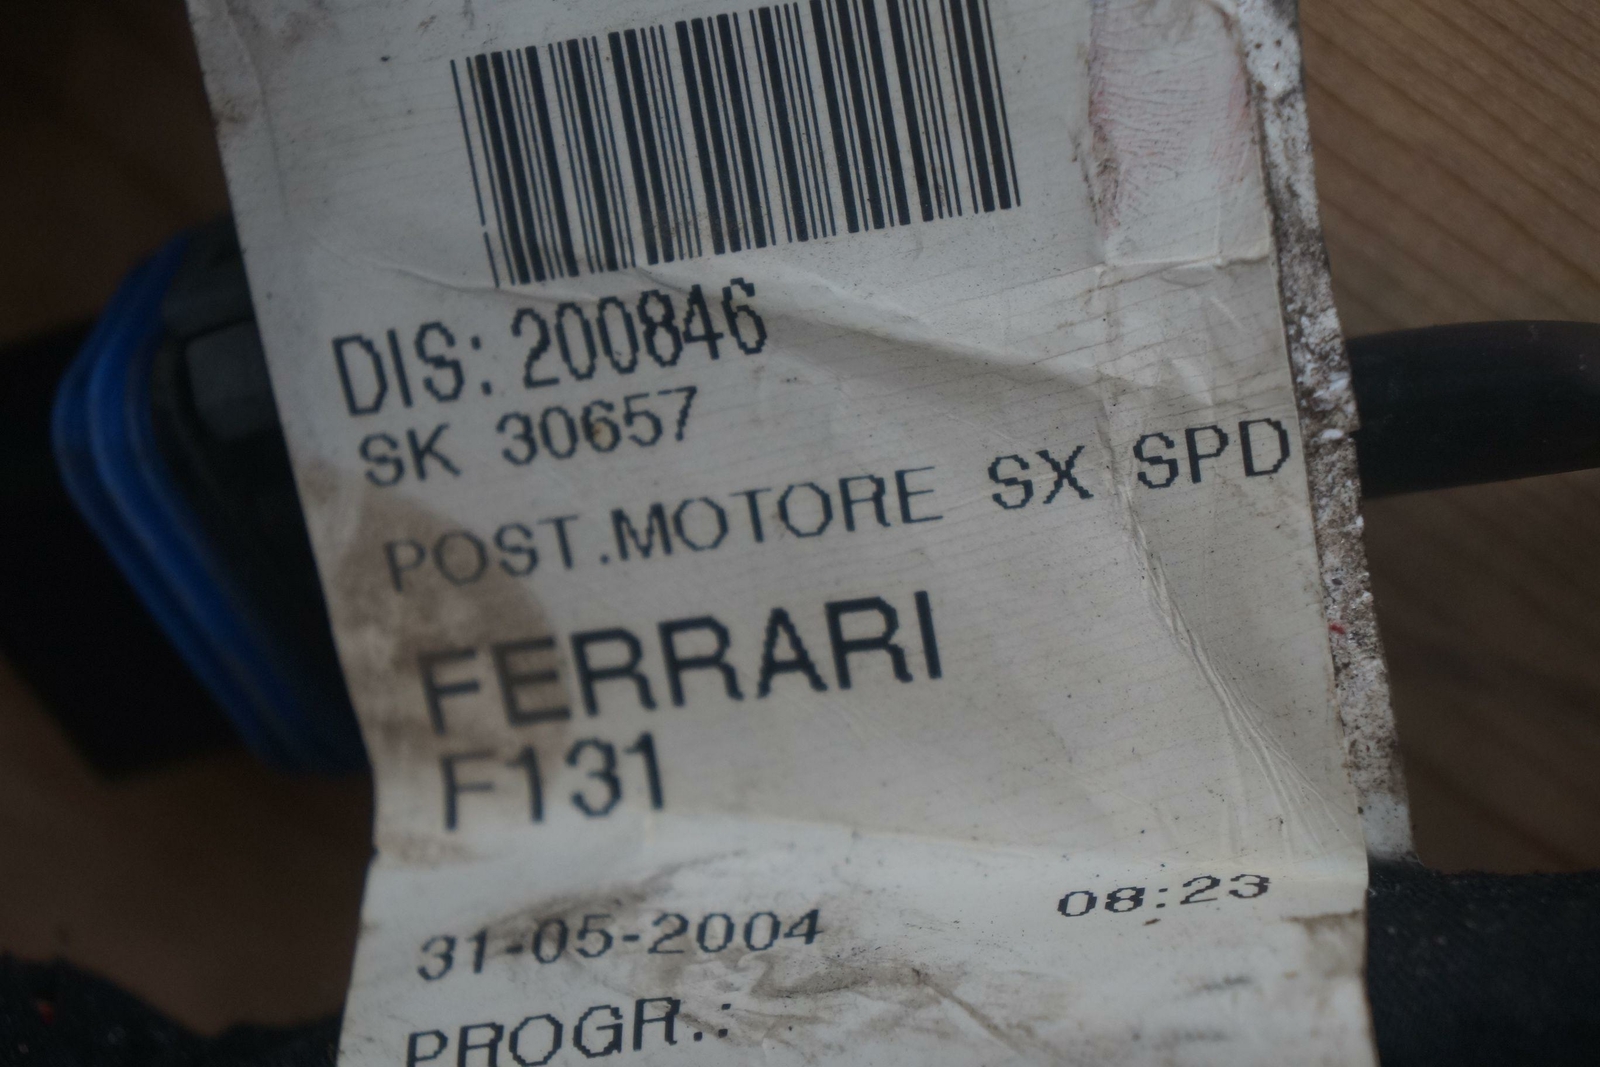 DIS: 200846
SK 30657
POST.MOTORE SX SPD
FERRARI
F131
31-05-2004 08:23
PROGR.: